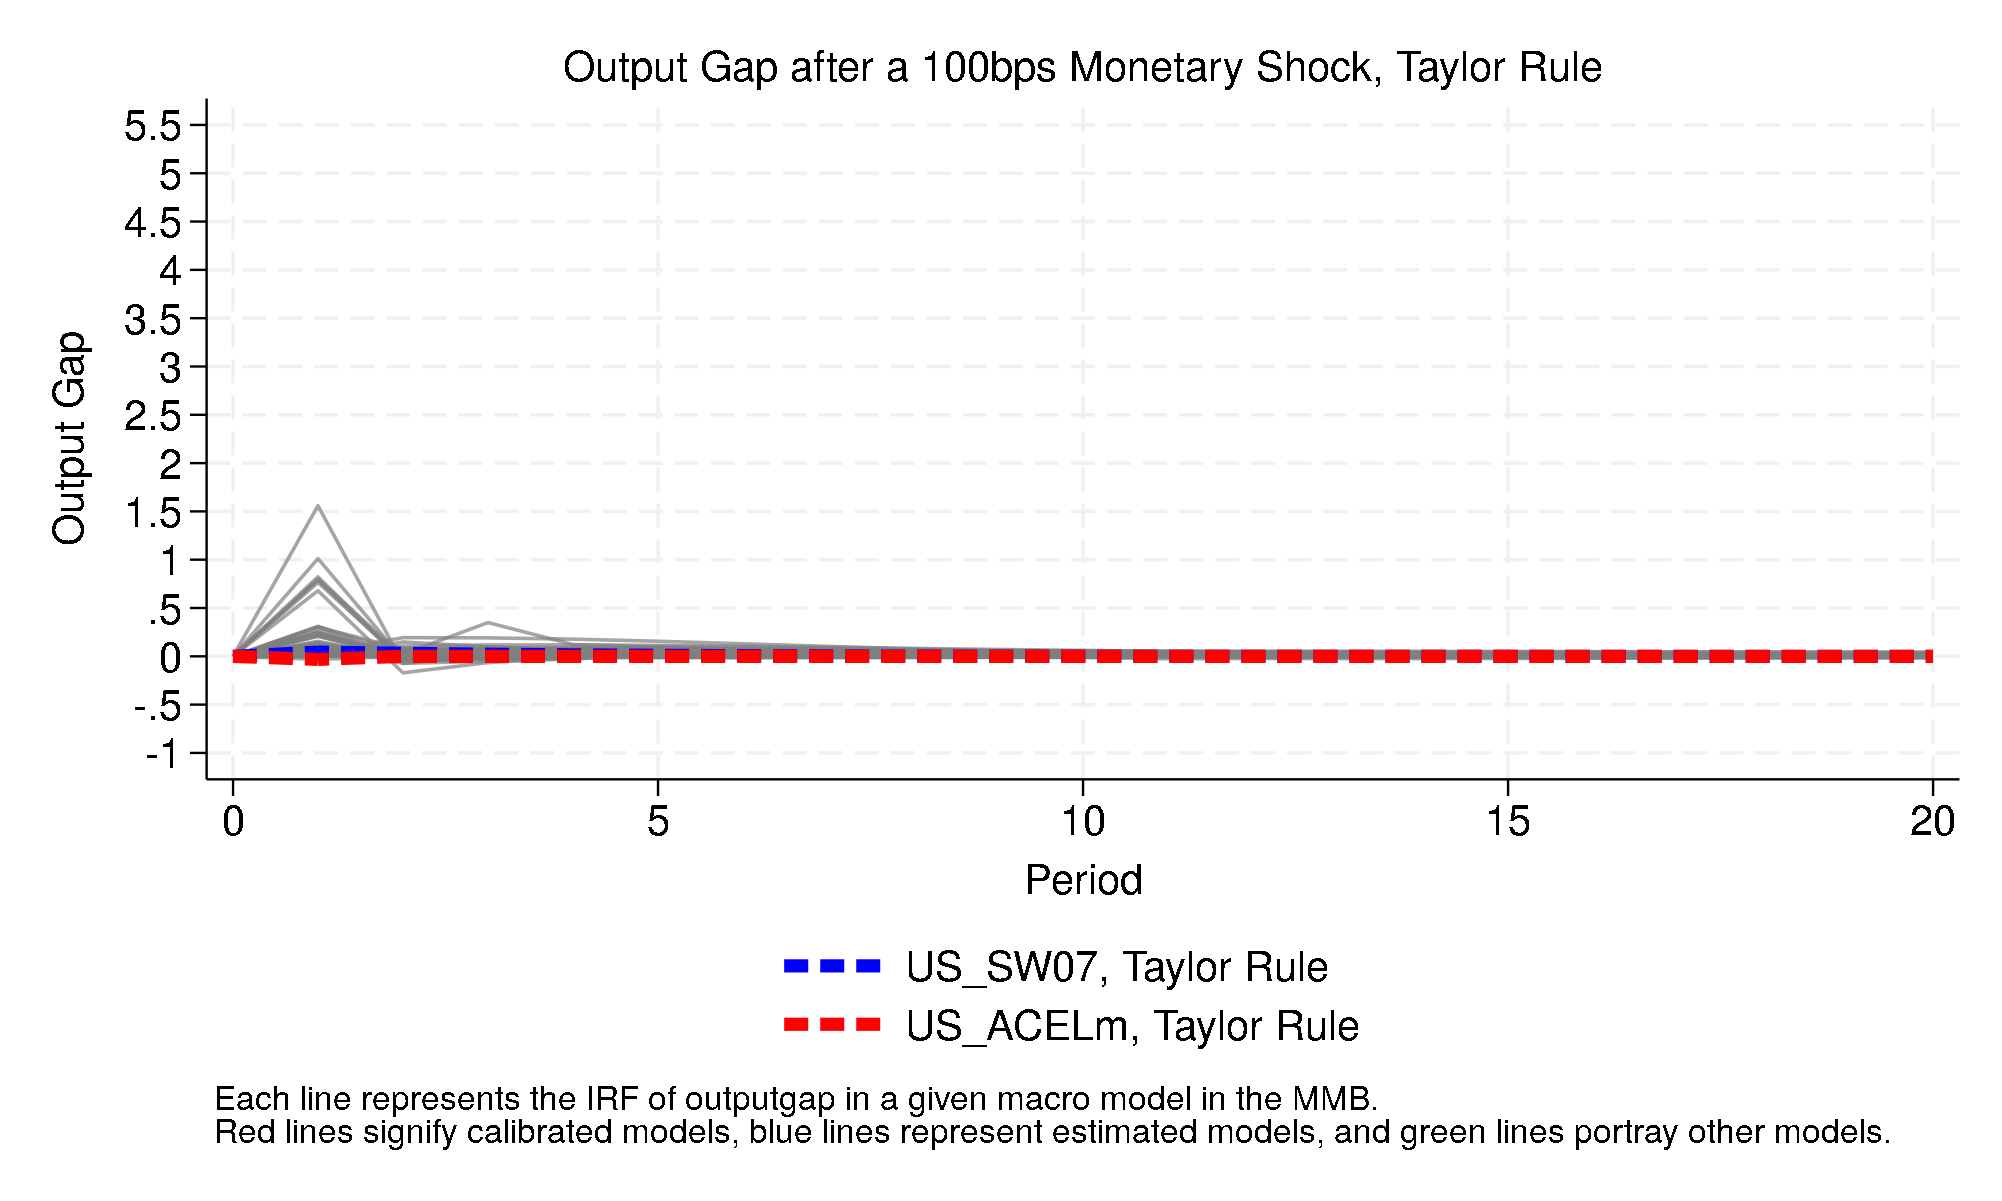 Output Gap after a 100bps Monetary Shock, Taylor Rule
Output Gap
5.5
5
4.5
4
3.5
3
2.5
2
1.5
1
.5
0
-.5
-1
0 5 10 15 20
Period
US_SW07, Taylor Rule
US_ACELm, Taylor Rule
Each line represents the IRF of outputgap in a given macro model in the MMB.
Red lines signify calibrated models, blue lines represent estimated models, and green lines portray other models.